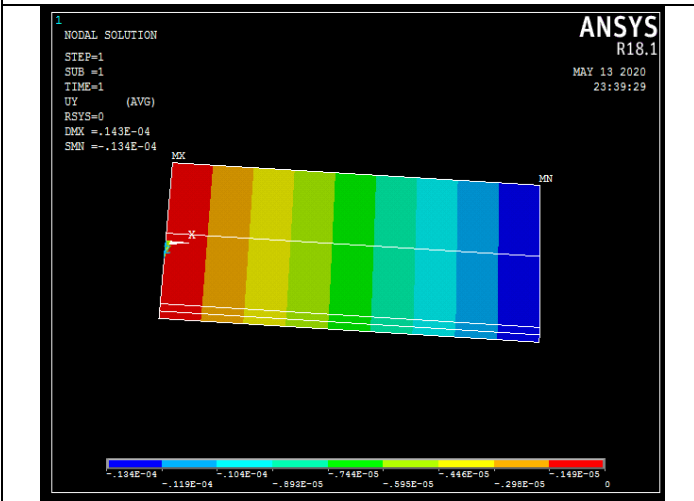 1
NODAL SOLUTION
STEP=1
SUB =1
TIME=1
UY (AVG)
RSYS=0
DMX =.143E-04
SMN =-.134E-04
ANSYS
R18.1
MAY 13 2020
23:39:29
MX
MN
X
-.134E-04 -.104E-04 -.744E-05 -.446E-05 -.149E-05
-.119E-04 -.893E-05 -.595E-05 -.298E-05 0